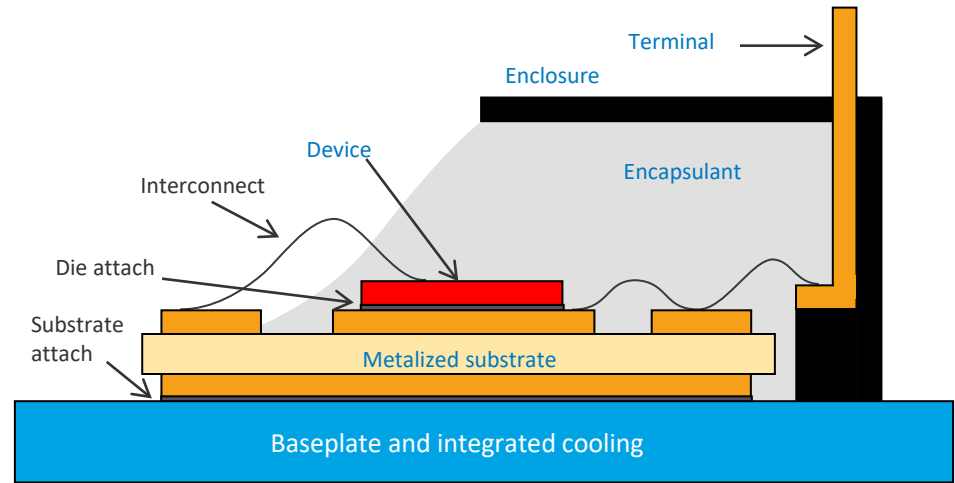 Terminal
Enclosure
Device
Encapsulant
Interconnect
Die attach
Substrate
attach
Metalized substrate
Baseplate and integrated cooling